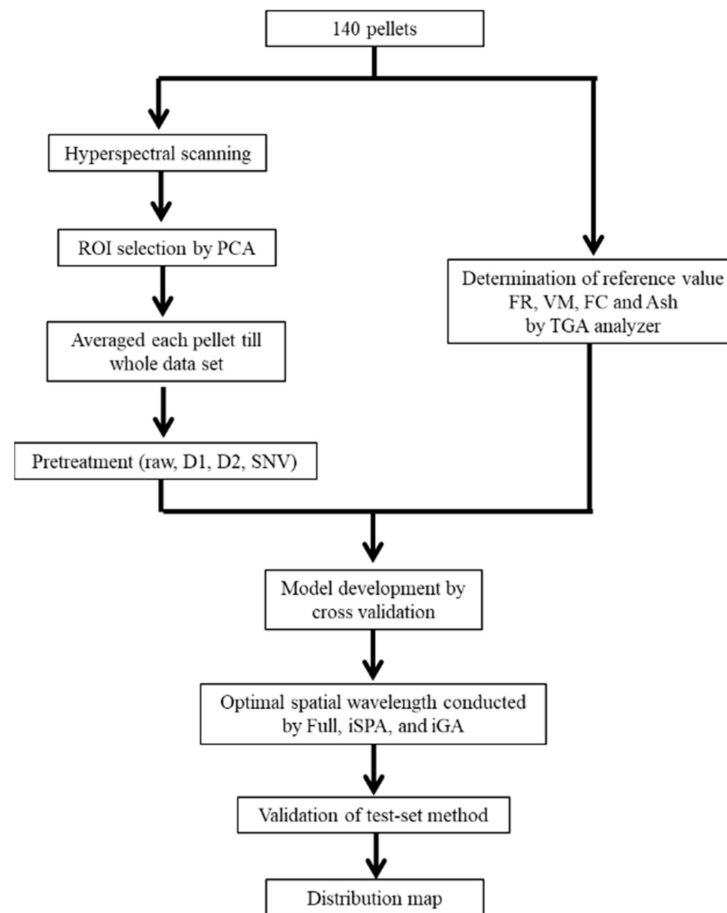 140 pellets
Hyperspectral scanning
ROI selection by PCA
Averaged each pellet till
whole data set
Pretreatment (raw, D1, D2, SNV)
Determination of reference value
FR, VM, FC and Ash
by TGA analyzer
Model development by
cross validation
Optimal spatial wavelength conducted
by Full, iSPA, and iGA
Validation of test-set method
Distribution map